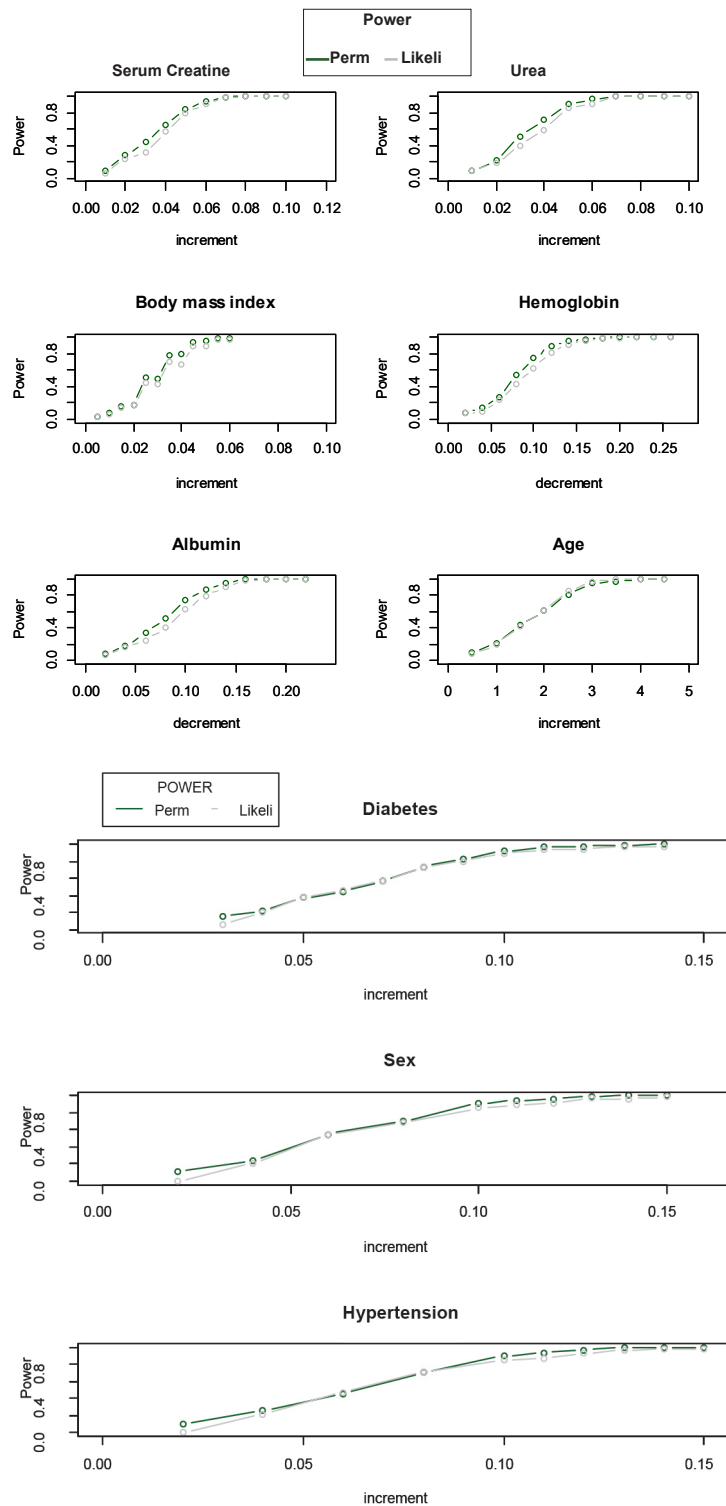 Power
Perm Likeli
Serum Creatine
Urea
Power
0.0 0.4 0.8
0.00 0.02 0.04 0.06 0.08 0.10 0.12
increment
Power
0.0 0.4 0.8
0.00 0.02 0.04 0.06 0.08 0.10
increment
Body mass index
Hemoglobin
Power
0.0 0.4 0.8
0.00 0.02 0.04 0.06 0.08 0.10
increment
Power
0.0 0.4 0.8
0.00 0.05 0.10 0.15 0.20 0.25
decrement
Albumin
Age
Power
0.0 0.4 0.8
0.00 0.05 0.10 0.15 0.20
decrement
Power
0.0 0.4 0.8
0 1 2 3 4 5
increment
POWER
Perm Likeli
Diabetes
Power
0.0 0.4 0.8
0.00 0.05 0.10 0.15
increment
Sex
Power
0.0 0.4 0.8
0.00 0.05 0.10 0.15
increment
Hypertension
Power
0.0 0.4 0.8
0.00 0.05 0.10 0.15
increment